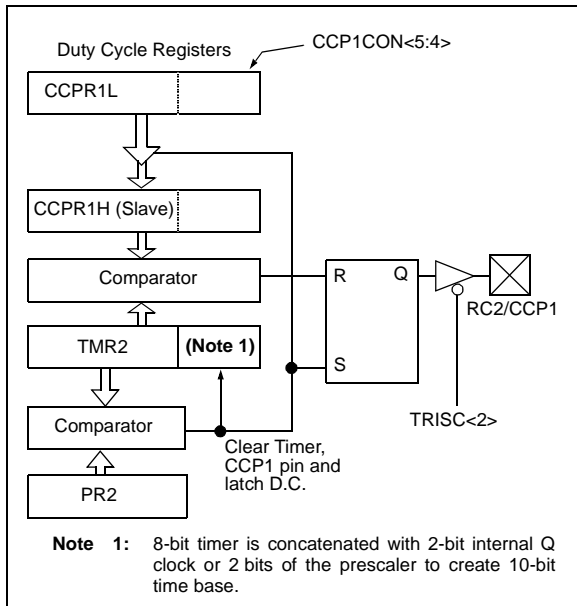 Duty Cycle Registers
CCP1CON<5:4>
CCPR1L
CCPR1H (Slave)
Comparator
R
Q
RC2/CCP1
TMR2
(Note 1)
S
TRISC<2>
Comparator
Clear Timer,
CCP1 pin and
latch D.C.
PR2
Note 1: 8-bit timer is concatenated with 2-bit internal Q
clock or 2 bits of the prescaler to create 10-bit
time base.